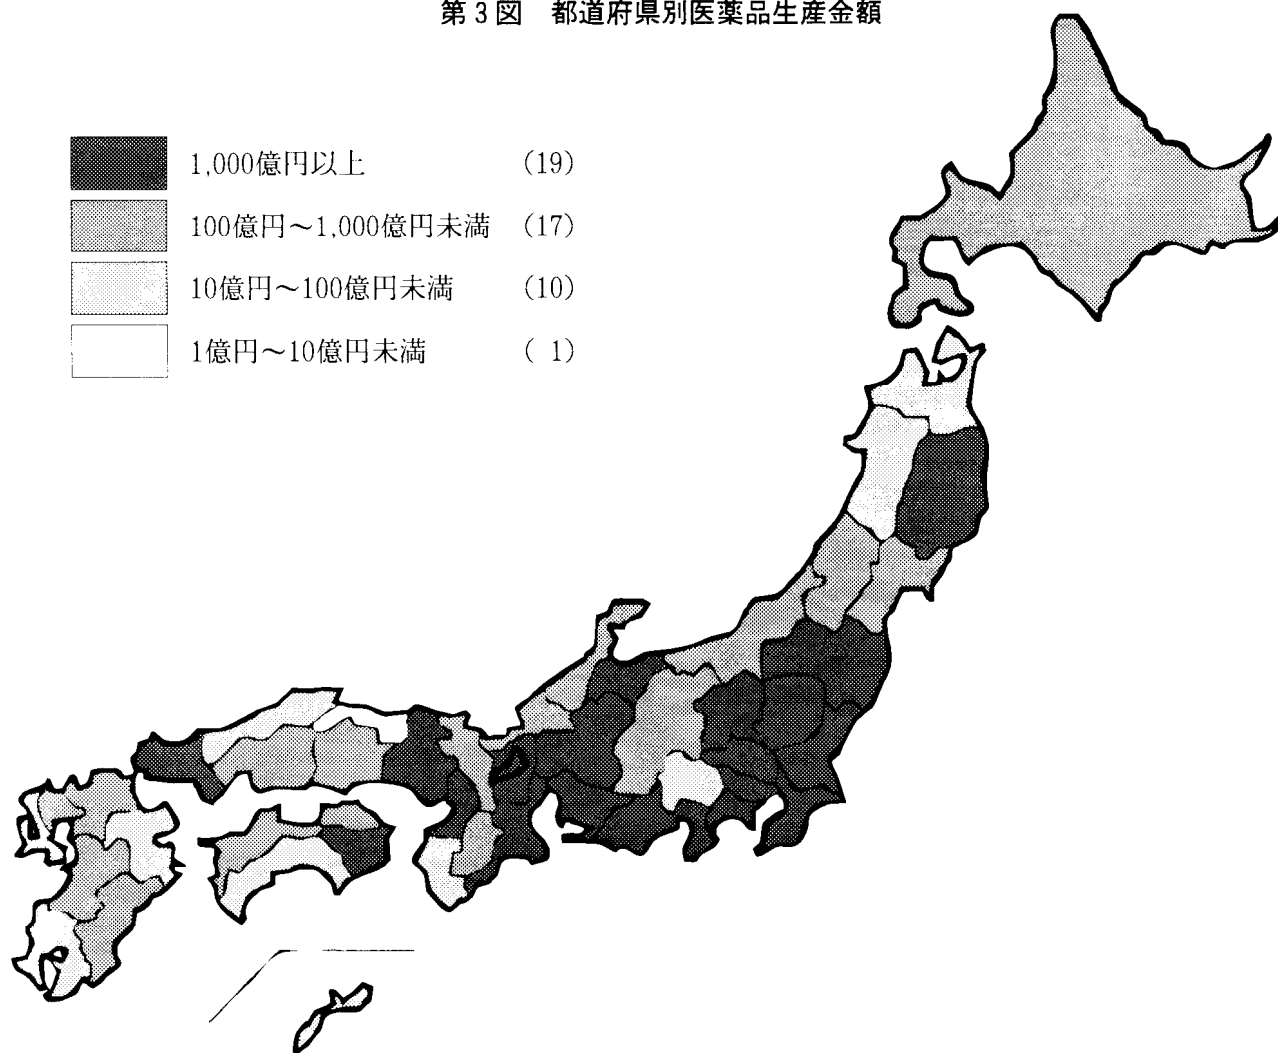 第3図 都道府県別医薬品生産金額
1,000億円以上 (19)
100億円～1,000億円未満 (17)
10億円～100億円未満 (10)
1億円～10億円未満 ( 1)